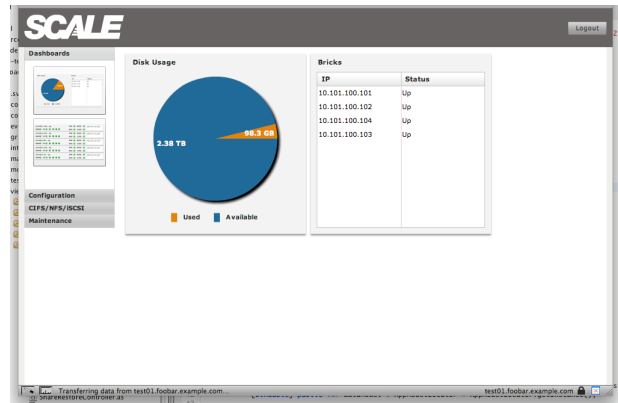 SCALE
Logout
Dashboards
Configuration
CIFS/NFS/iSCSI
Maintenance
Disk Usage
98.3 GB
2.38 TB
Used Available
Bricks
IP Status
10.101.100.101 Up
10.101.100.102 Up
10.101.100.104 Up
10.101.100.103 Up
Transferring data from test01.foobar.example.com...
test01.foobar.example.com
ShareRestoreController.as